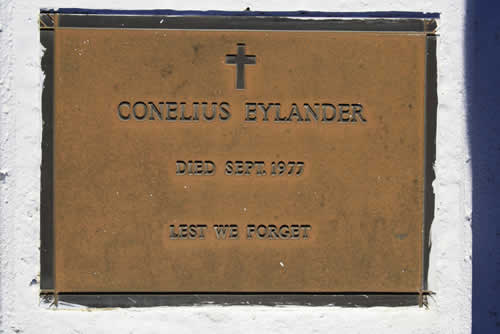 CONELIUS EYLANDER
DIED SEPT. 1977
LEST WE FORGET